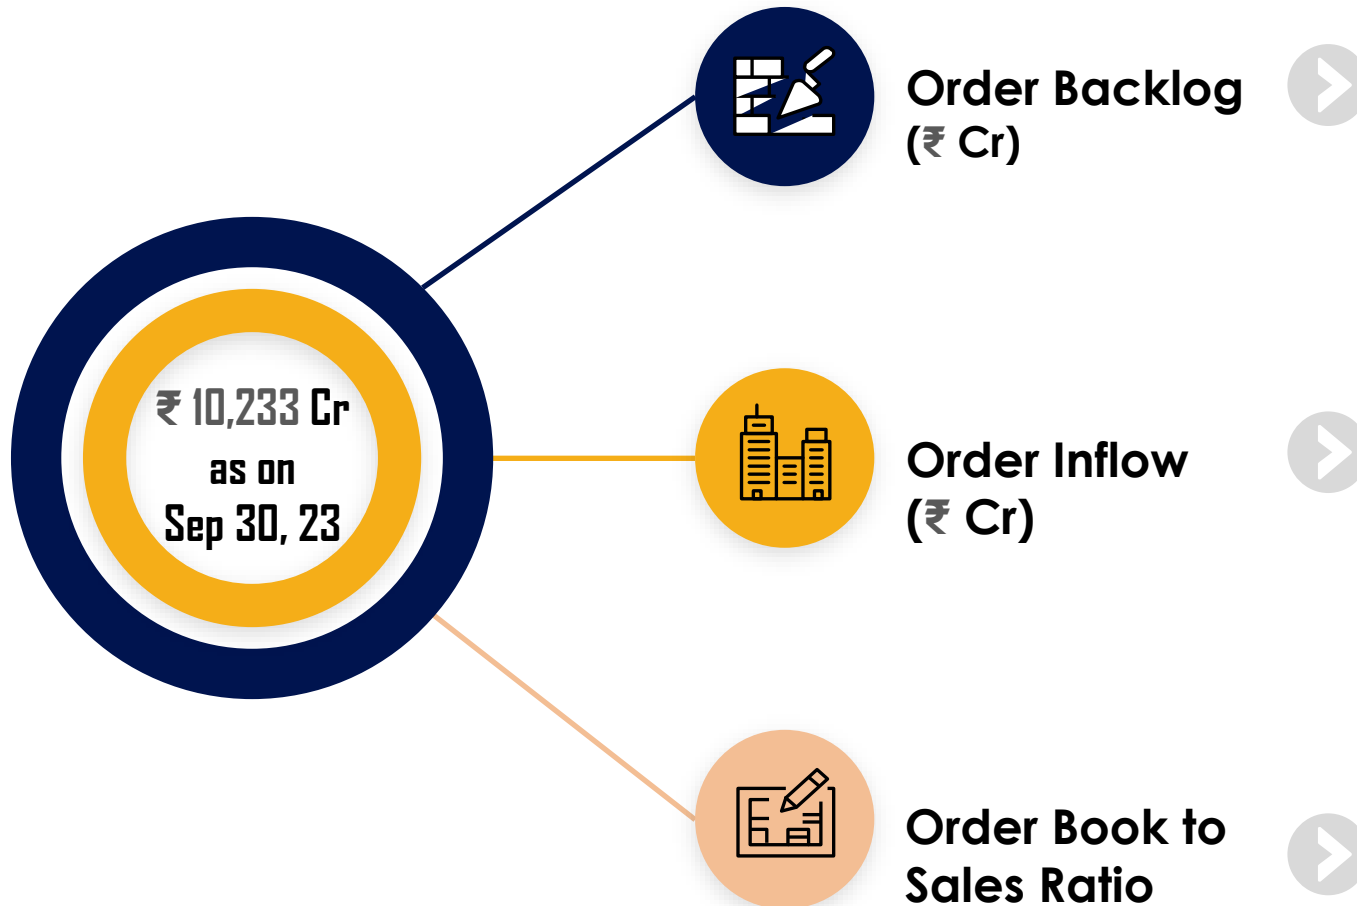 Order Backlog
(₹ Cr)
₹ 10,233 Cr
as on
Sep 30, 23
Order Inflow
(₹ Cr)
Order Book to
Sales Ratio